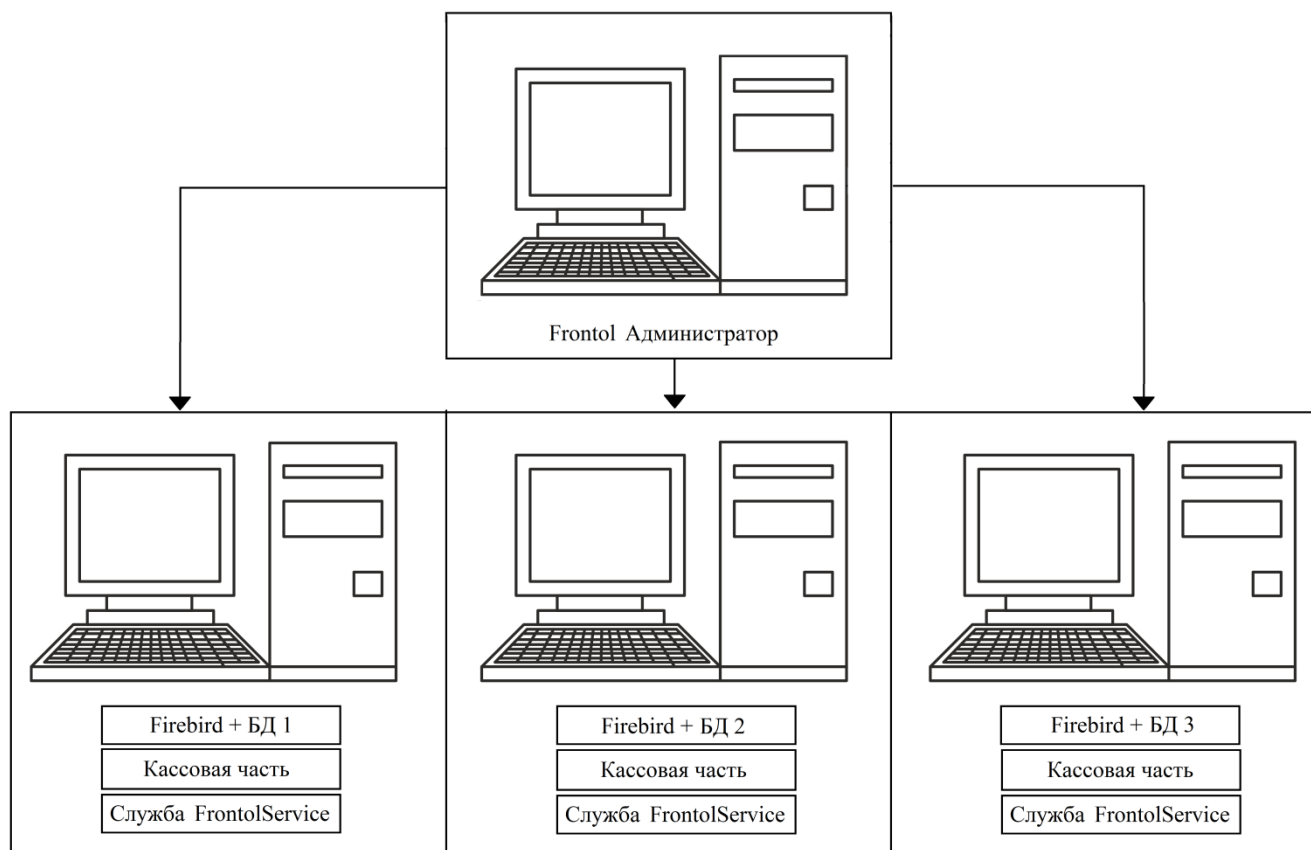 Frontol Администратор
Firebird + БД 1
Кассовая часть
Служба FrontolService
Firebird + БД 2
Кассовая часть
Служба FrontolService
Firebird + БД 3
Кассовая часть
Служба FrontolService